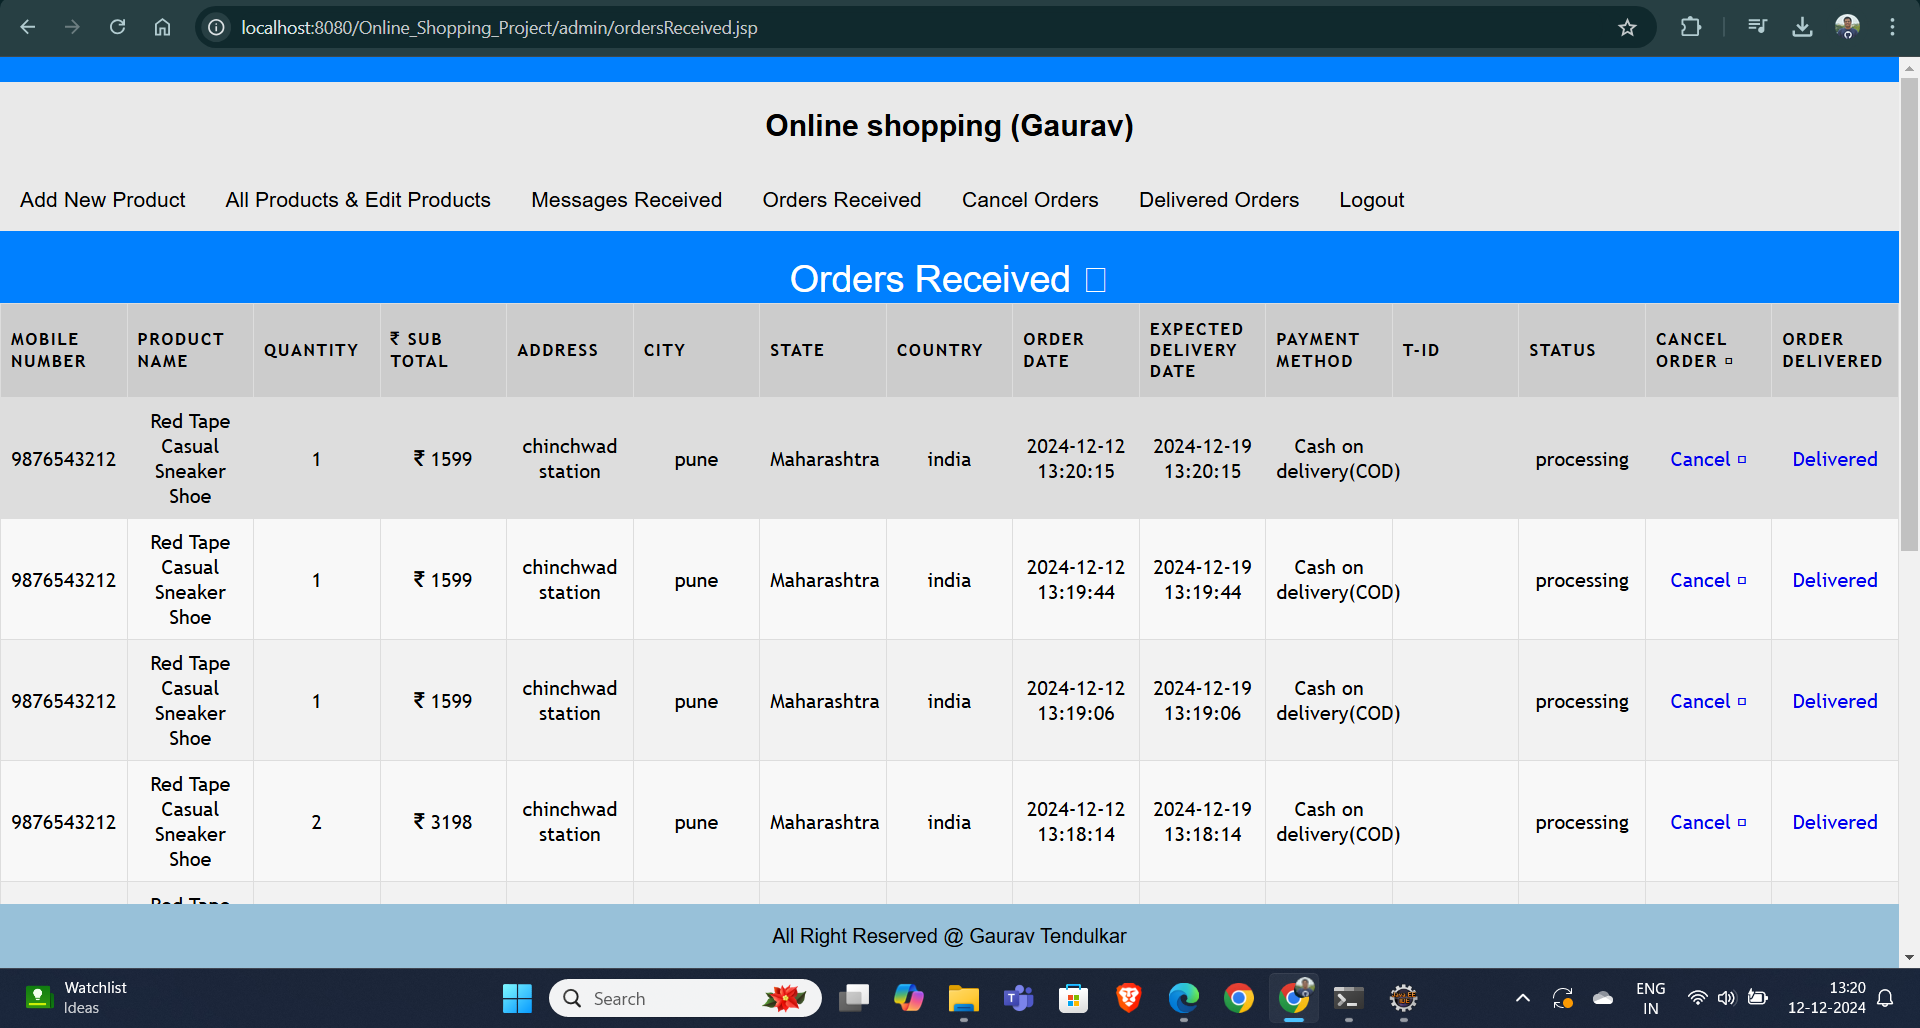 localhost:8080/Online_Shopping_Project/admin/ordersReceived.jsp
Online shopping (Gaurav)
Add New Product All Products & Edit Products Messages Received Orders Received Cancel Orders Delivered Orders Logout
Orders Received
MOBILE NUMBER PRODUCT NAME QUANTITY ₹ SUB TOTAL ADDRESS CITY STATE COUNTRY ORDER DATE EXPECTED DELIVERY DATE PAYMENT METHOD T-ID STATUS CANCEL ORDER ORDER DELIVERED
9876543212 Red Tape Casual Sneaker Shoe 1 ₹ 1599 chinchwad station pune Maharashtra india 2024-12-12 13:20:15 2024-12-19 13:20:15 Cash on delivery(COD) processing Cancel Delivered
9876543212 Red Tape Casual Sneaker Shoe 1 ₹ 1599 chinchwad station pune Maharashtra india 2024-12-12 13:19:44 2024-12-19 13:19:44 Cash on delivery(COD) processing Cancel Delivered
9876543212 Red Tape Casual Sneaker Shoe 1 ₹ 1599 chinchwad station pune Maharashtra india 2024-12-12 13:19:06 2024-12-19 13:19:06 Cash on delivery(COD) processing Cancel Delivered
9876543212 Red Tape Casual Sneaker Shoe 2 ₹ 3198 chinchwad station pune Maharashtra india 2024-12-12 13:18:14 2024-12-19 13:18:14 Cash on delivery(COD) processing Cancel Delivered
Red Tape
All Right Reserved @ Gaurav Tendulkar
Watchlist
Ideas
Search
ENG
IN
13:20
12-12-2024